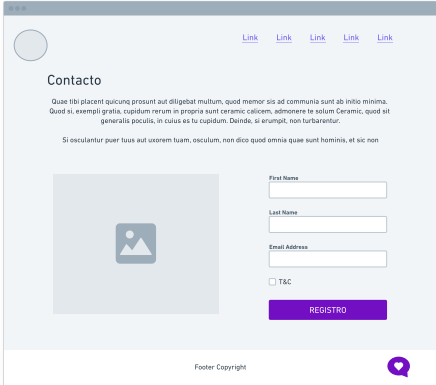 Link Link Link Link Link
Contacto
Quae tibi placent quicunq prosunt aut diligebat multum, quod memor sis ad communia sunt ab initio minima.
Quod si, exempli gratia, cupidum rerum in propria sunt ceramic calicem, admonere te solum Ceramic, quod sit
generalis poculis, in cuius es tu cupidum. Deinde, si erumpit, non turbarentur.
Si osculantur puer tuus aut uxorem tuam, osculum, non dico quod omnia quae sunt hominis, et sic non
First Name
Last Name
Email Address
T&C
REGISTRO
Footer Copyright